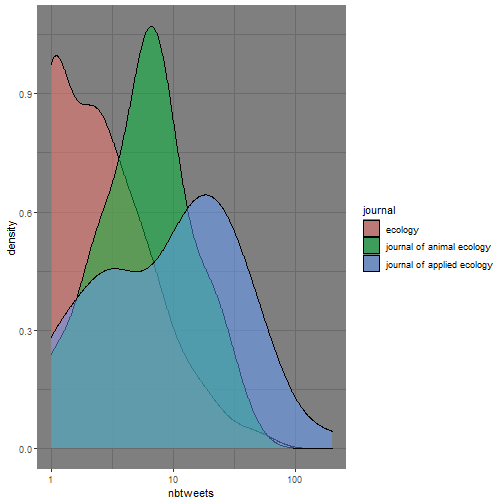 0.9
0.6
0.3
0.0
density
1
10
100
nbtweets
journal
ecology
journal of animal ecology
journal of applied ecology